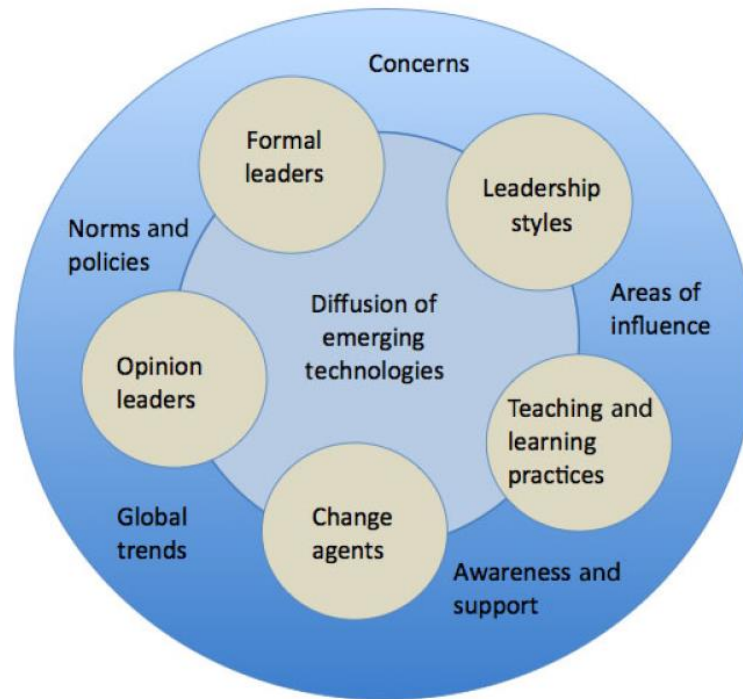 Concerns
Formal
leaders
Leadership
styles
Norms and
policies
Diffusion of
emerging
technologies
Areas of
influence
Opinion
leaders
Teaching and
learning
practices
Global
trends
Change
agents
Awareness and
support